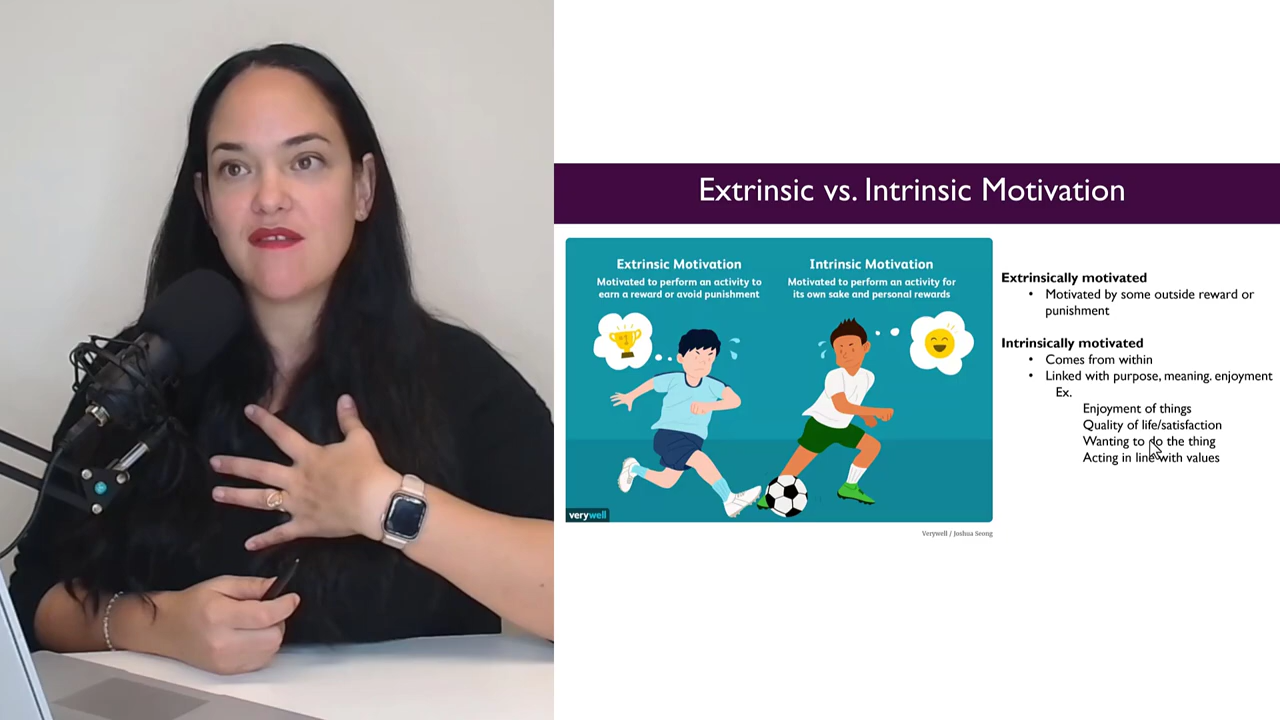 Extrinsic vs. Intrinsic Motivation
Extrinsic Motivation
Motivated to perform an activity to
earn a reward or avoid punishment
Intrinsic Motivation
Motivated to perform an activity for
its own sake and personal rewards
verywell
Verywell / Joshua Seong
Extrinsically motivated
• Motivated by some outside reward or
punishment
Intrinsically motivated
• Comes from within
• Linked with purpose, meaning. enjoyment
Ex.
Enjoyment of things
Quality of life/satisfaction
Wanting to do the thing
Acting in line with values